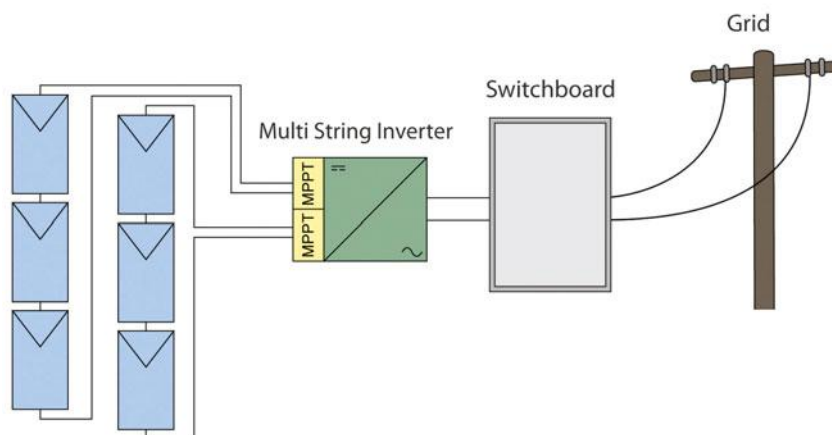 Grid
Switchboard
Multi String Inverter
MPPT
MPPT